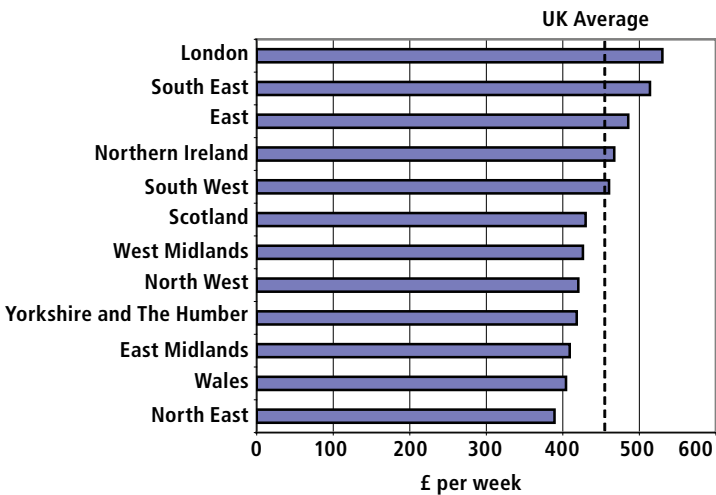 UK Average
London
South East
East
Northern Ireland
South West
Scotland
West Midlands
North West
Yorkshire and The Humber
East Midlands
Wales
North East
0 100 200 300 400 500 600
£ per week